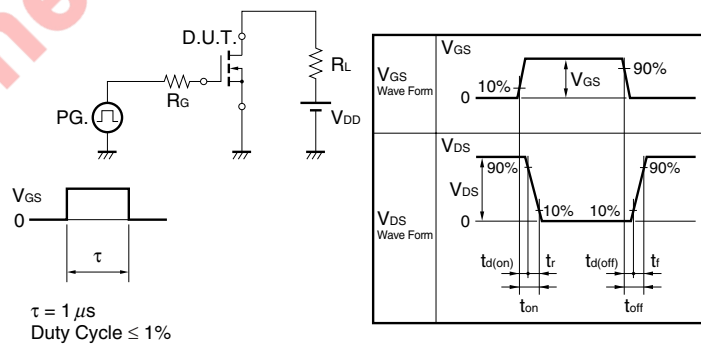 D.U.T.
RL
RG
PG.
VDD
VGS
0
τ
τ = 1 μs
Duty Cycle ≤ 1%
VGS
Wave Form
VGS
10%
0
VGS
90%
VDS
Wave Form
VDS
90%
VDS
0
10%
10%
90%
td(on)
tr
td(off)
tf
ton
toff